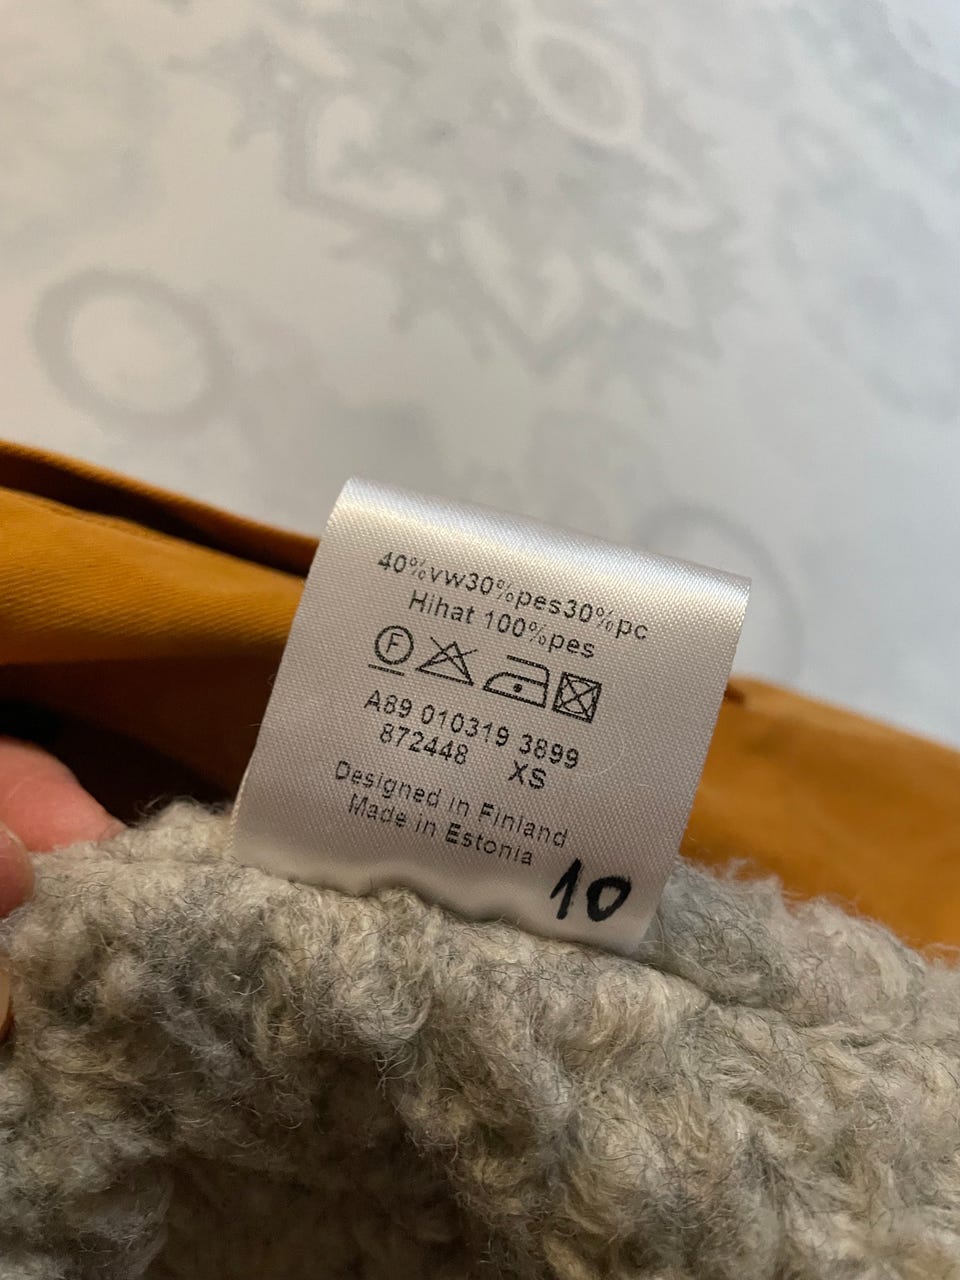 40%vw30%pes30%pc
Hihat 100%pes
F
A89 010319 3899
872448 XS
Designed in Finland
Made in Estonia
10